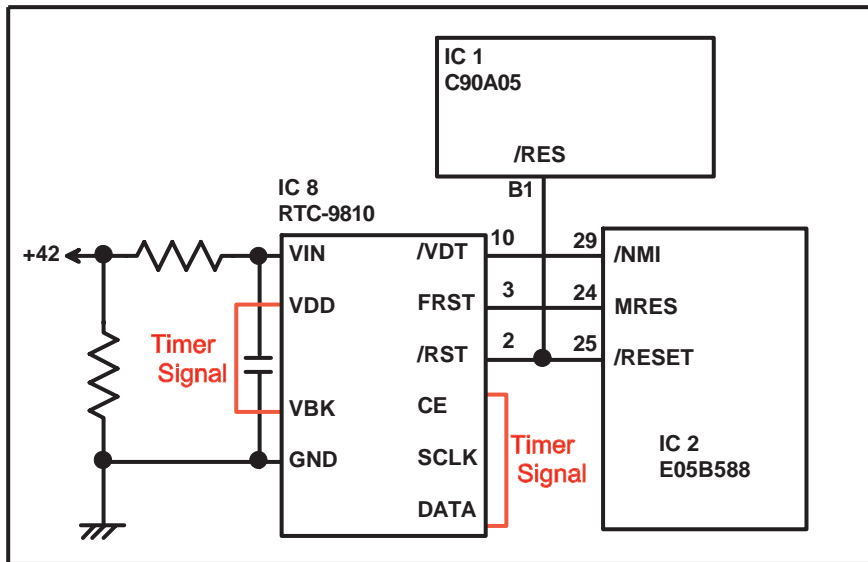 IC 1
C90A05
/RES
B1
IC 8
RTC-9810
+42
VIN
/VDT
10
29
/NMI
VDD
FRST
3
24
MRES
Timer
Signal
/RST
2
25
/RESET
VBK
CE
GND
SCLK
Timer
Signal
DATA
IC 2
E05B588